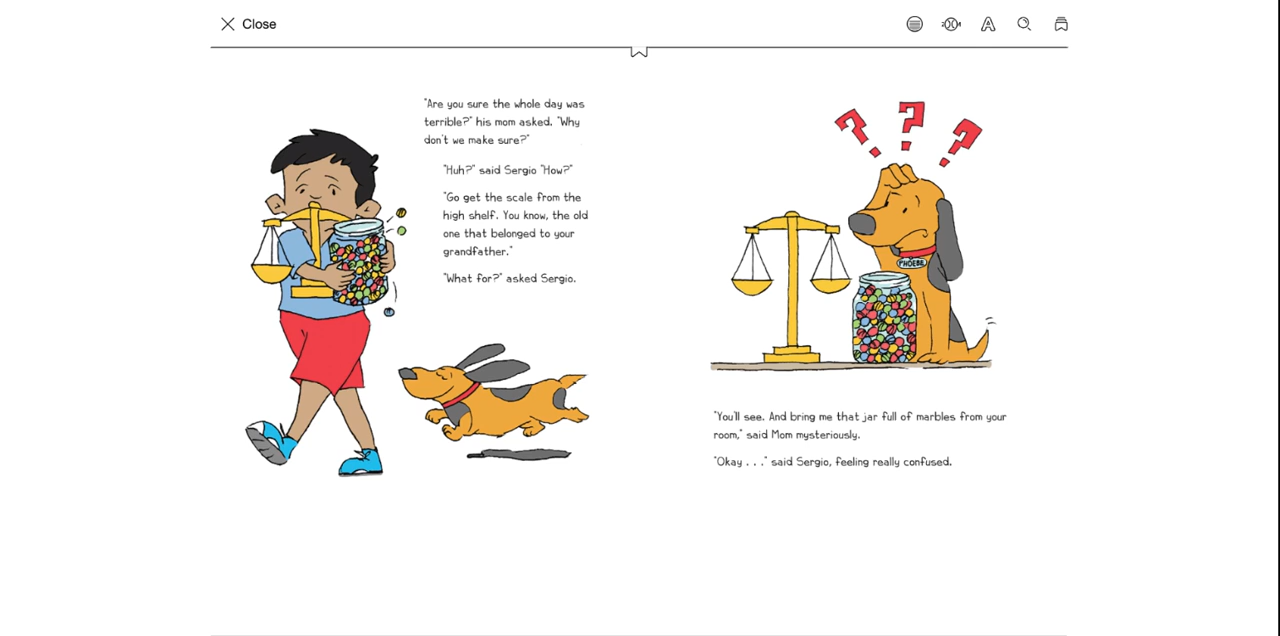 Close
"Are you sure the whole day was
terrible?" his mom asked. "Why
don't we make sure?"
"Huh?" said Sergio "How?"
"Go get the scale from the
high shelf. You know, the old
one that belonged to your
grandfather."
"What for?" asked Sergio.
? ? ?
PHOEBE
"You'll see. And bring me that jar full of marbles from your
room," said Mom mysteriously.
"Okay . . ." said Sergio, feeling really confused.